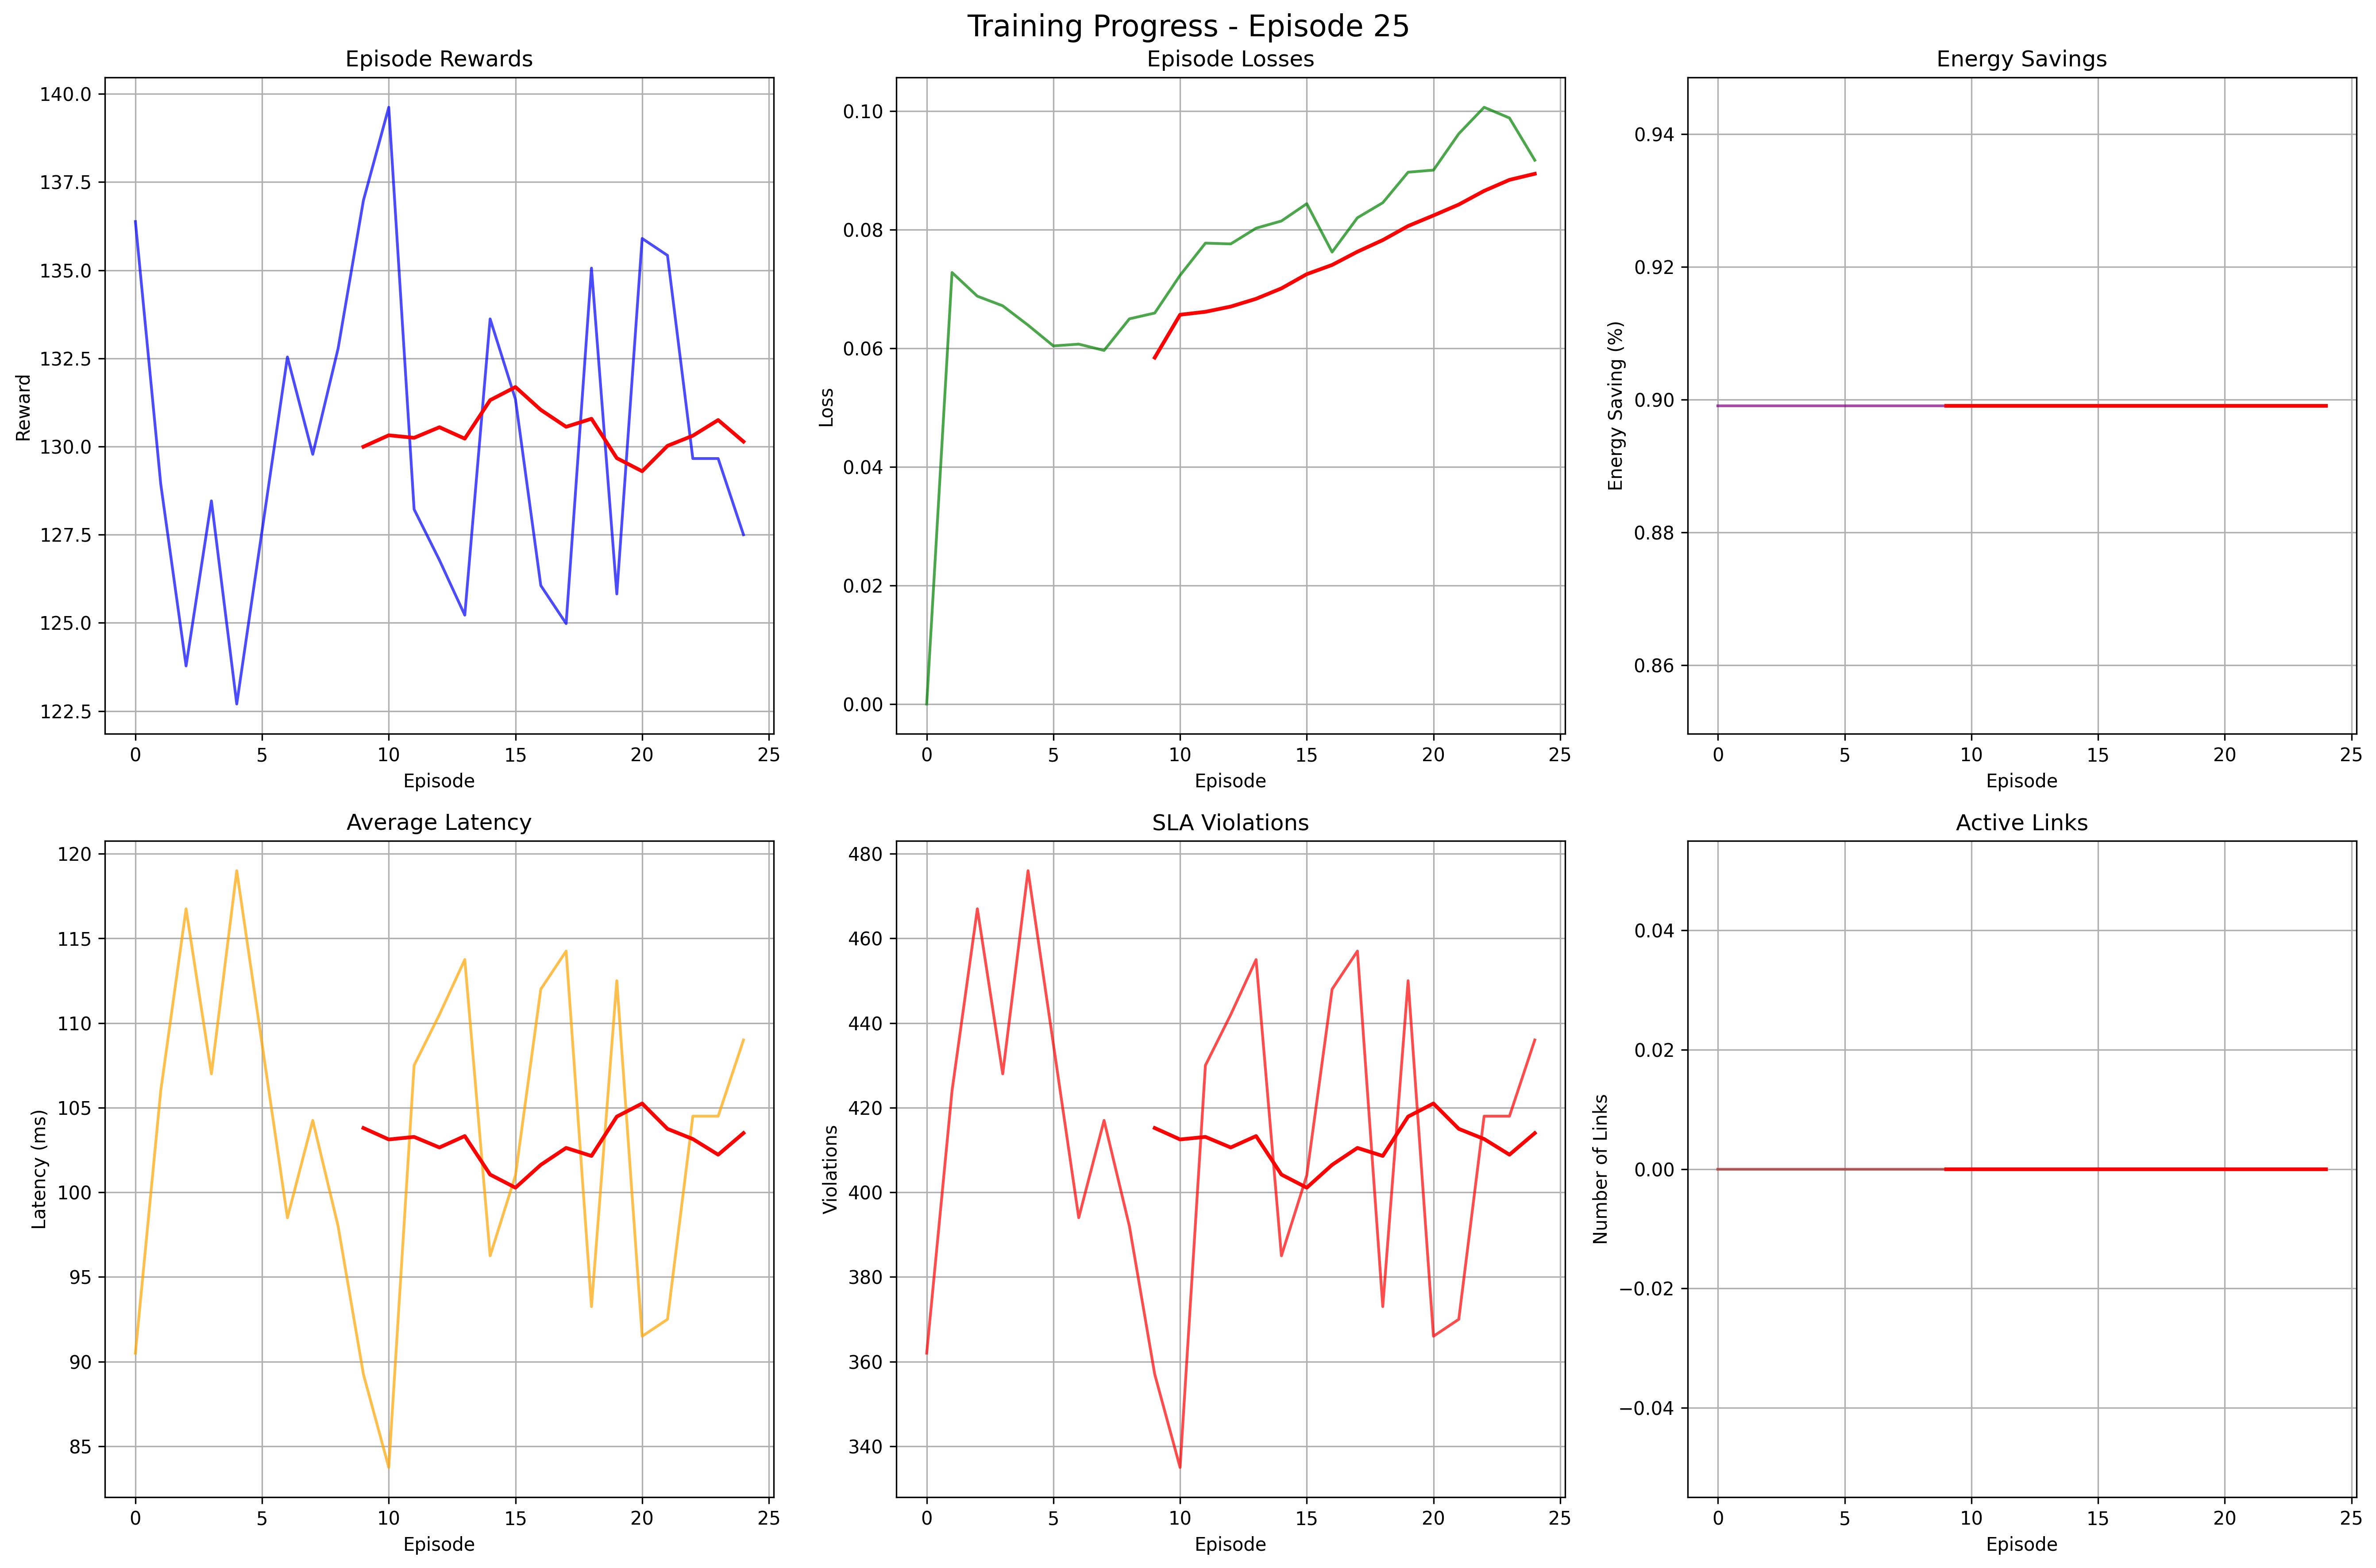 Training Progress - Episode 25
Episode Rewards
Reward
140.0
137.5
135.0
132.5
130.0
127.5
125.0
122.5
0 5 10 15 20 25
Episode
Episode Losses
Loss
0.10
0.08
0.06
0.04
0.02
0.00
0 5 10 15 20 25
Episode
Energy Savings
Energy Saving (%)
0.94
0.92
0.90
0.88
0.86
0 5 10 15 20 25
Episode
Average Latency
Latency (ms)
120
115
110
105
100
95
90
85
0 5 10 15 20 25
Episode
SLA Violations
Violations
480
460
440
420
400
380
360
340
0 5 10 15 20 25
Episode
Active Links
Number of Links
0.04
0.02
0.00
−0.02
−0.04
0 5 10 15 20 25
Episode